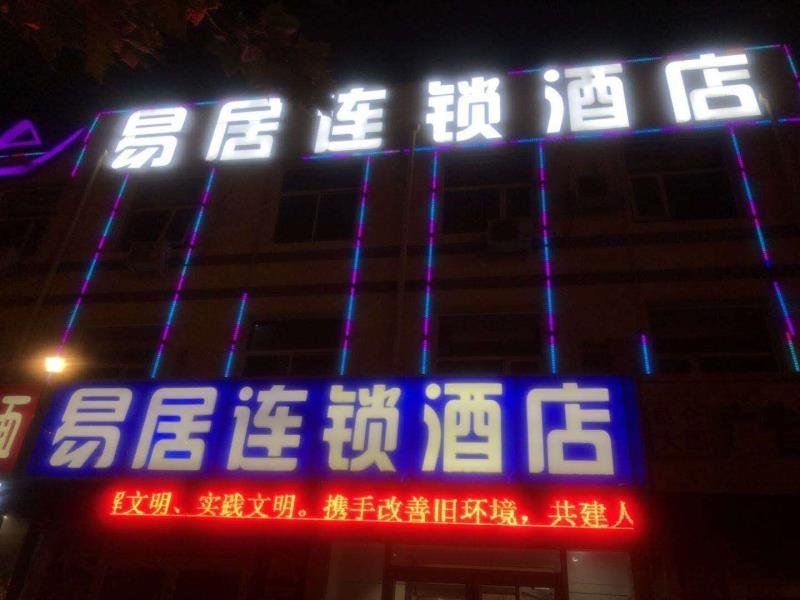 易居连锁酒店
面
易居连锁酒店
文明、实践文明。携手改善旧环境，共建人